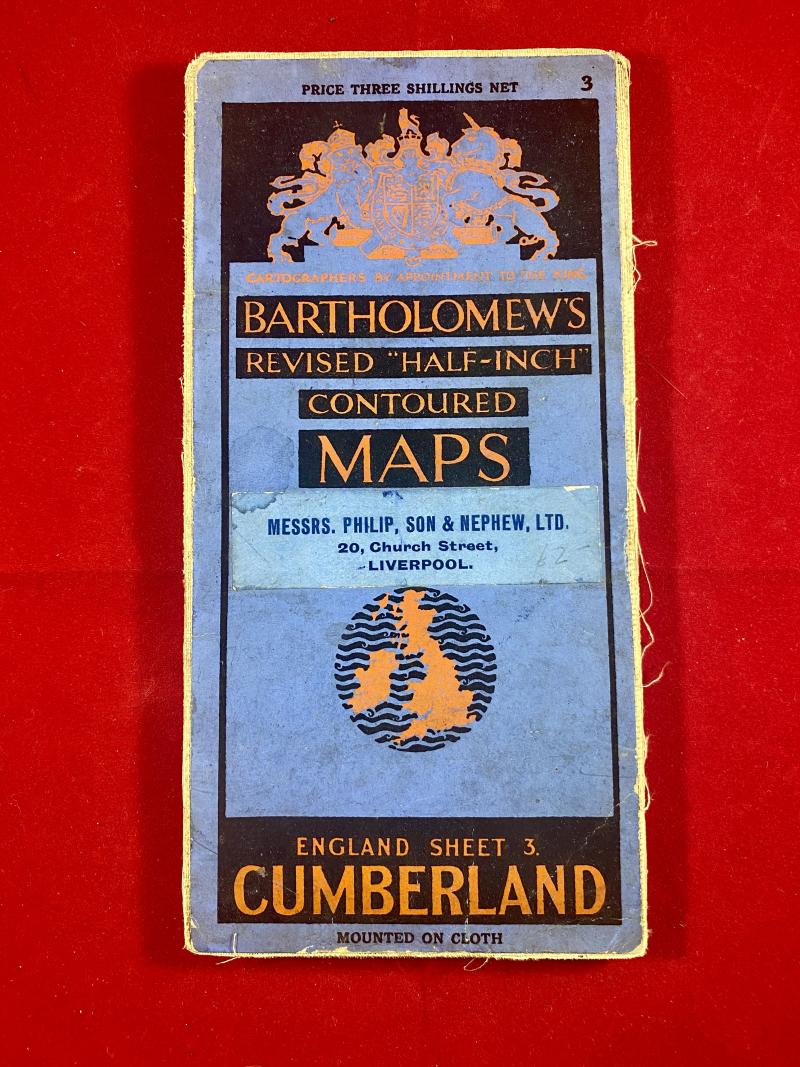 PRICE THREE SHILLINGS NET 3
CARTOGRAPHERS BY APPOINTMENT TO THE KING
BARTHOLOMEW'S
REVISED "HALF-INCH"
CONTOURED
MAPS
MESSRS. PHILIP, SON & NEPHEW, LTD.
20, Church Street,
LIVERPOOL.
ENGLAND SHEET 3.
CUMBERLAND
MOUNTED ON CLOTH